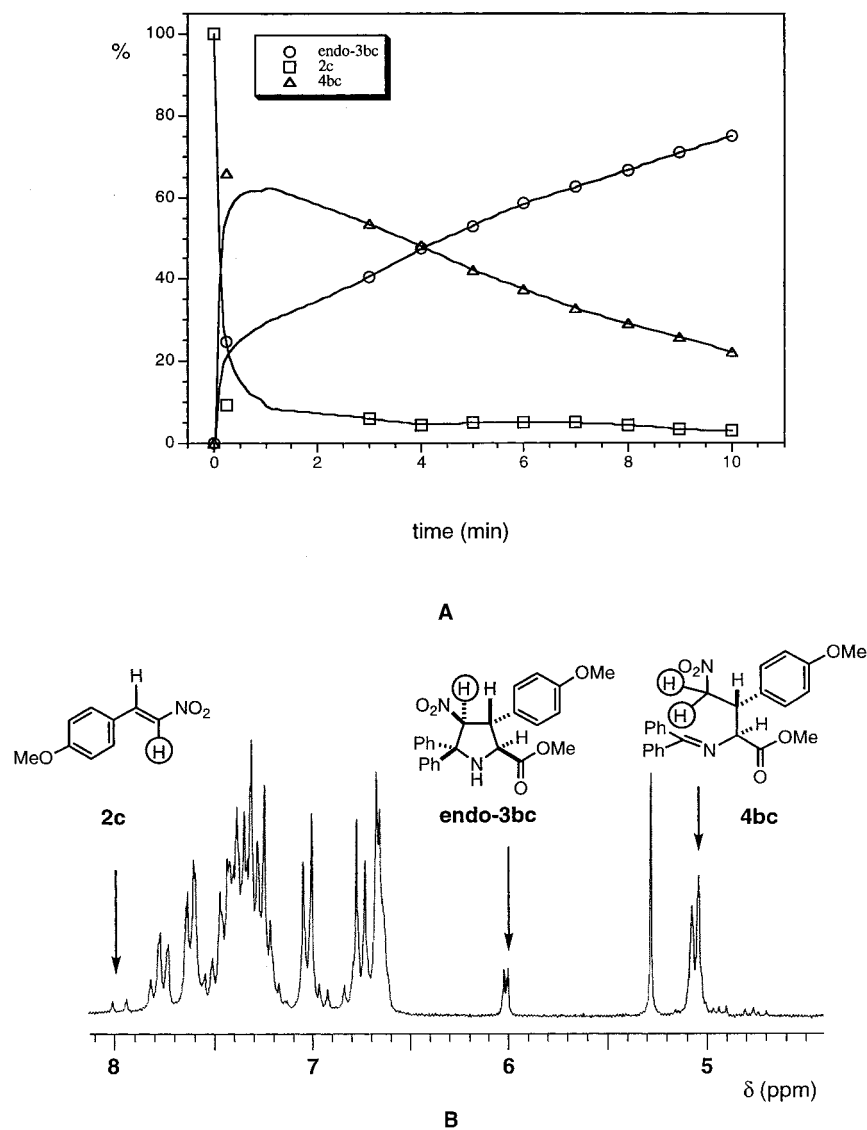 %
100
80
60
40
20
0
endo-3bc
2c
4bc
0 2 4 6 8 10
time (min)
A
H
NO2
H
MeO
2c
H H
NO2
OMe
Ph
Ph
N
H
H
OMe
O
endo-3bc
O2N
H
H
H
OMe
Ph
Ph
N
H
OMe
O
4bc
8 7 6 5
δ (ppm)
B